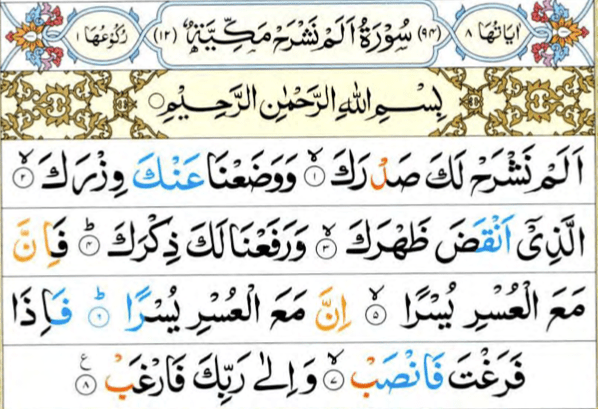 اٰيَاتُهَا ٨ (٩٤) سُوْرَةُ اَلَمْ نَشْرَحْ مَكِّيَّةٌ (١٢) رُكُوْعُهَا ١
بِسْمِ اللّٰهِ الرَّحْمٰنِ الرَّحِيْمِ ○
اَلَمْ نَشْرَحْ لَكَ صَدْرَكَ ۙ﴿١﴾ وَوَضَعْنَا عَنْكَ وِزْرَكَ ۙ﴿٢﴾
الَّذِيْۤ اَنْقَضَ ظَهْرَكَ ۙ﴿٣﴾ وَرَفَعْنَا لَكَ ذِكْرَكَ ؕ﴿٤﴾ فَاِنَّ
مَعَ الْعُسْرِ يُسْرًا ۙ﴿٥﴾ اِنَّ مَعَ الْعُسْرِ يُسْرًا ؕ﴿٦﴾ فَاِذَا
فَرَغْتَ فَانْصَبْ ۙ﴿٧﴾ وَاِلٰى رَبِّكَ فَارْغَبْ ﴿٨﴾ ع